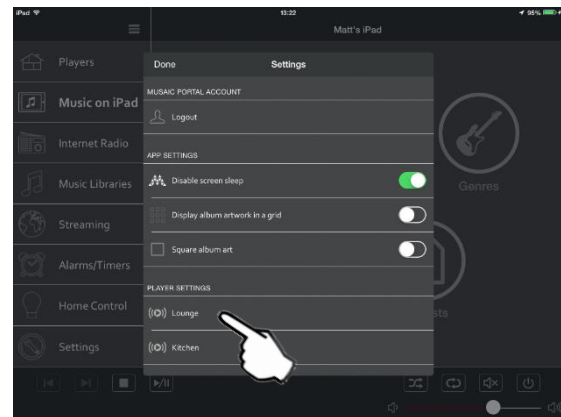 iPad 13:22 95%
Matt's iPad
Players
Done Settings
MUSAIC PORTAL ACCOUNT
Music on iPad
Logout
Internet Radio
APP SETTINGS
Music Libraries
Disable screen sleep
Genres
Streaming
Display album artwork in a grid
Square album art
Alarms/Timers
PLAYER SETTINGS
Home Control
Lounge
sts
Settings
Kitchen